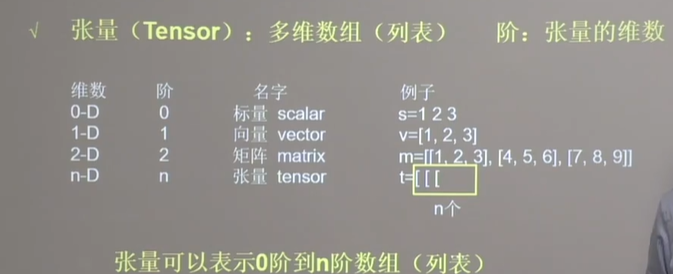 √ 张量（Tensor）：多维数组（列表） 阶：张量的维数
维数 阶 名字 例子
0-D 0 标量 scalar s=1 2 3
1-D 1 向量 vector v=[1, 2, 3]
2-D 2 矩阵 matrix m=[[1, 2, 3], [4, 5, 6], [7, 8, 9]]
n-D n 张量 tensor t=[ [ [
n个
张量可以表示0阶到n阶数组（列表）